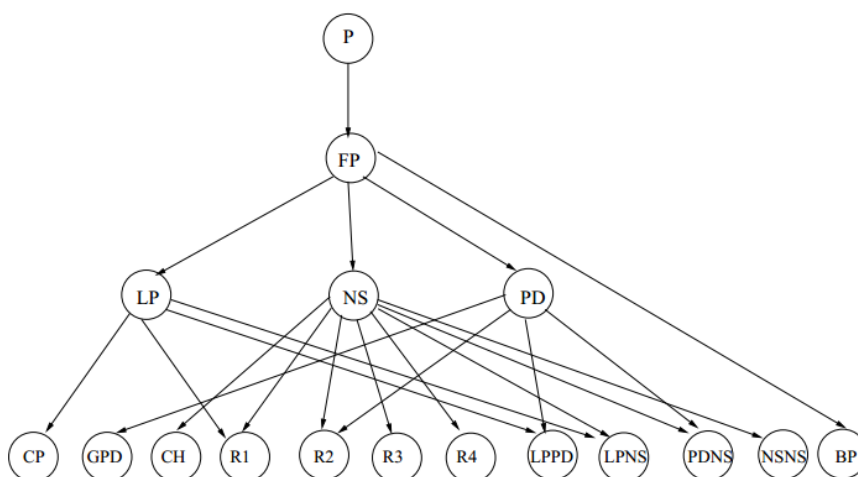 P
FP
LP NS PD
CP GPD CH R1 R2 R3 R4 LPPD LPNS PDNS NSNS BP